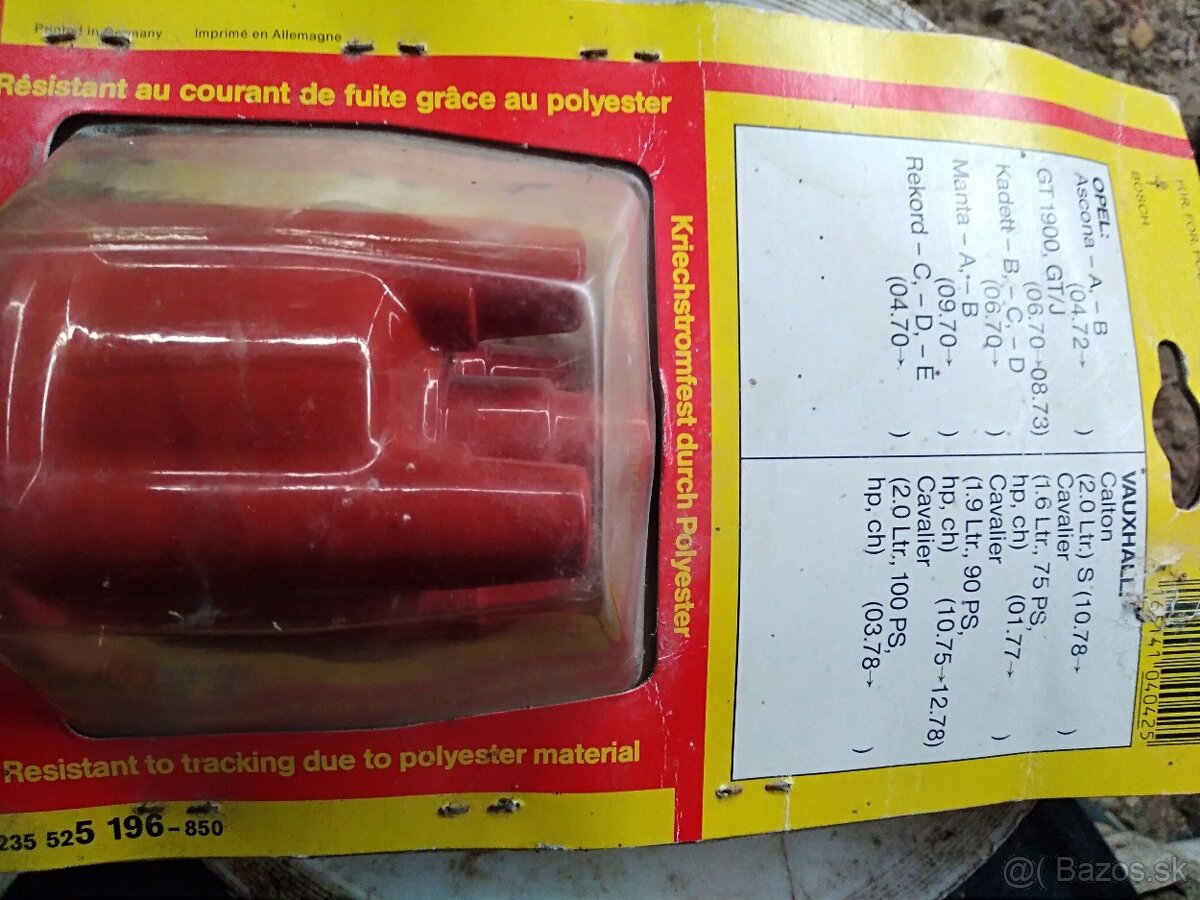 Printed in Germany Imprimé en Allemagne
Résistant au courant de fuite grâce au polyester
Kriechstromfest durch Polyester
Resistant to tracking due to polyester material
235 525 196-850
BOSCH
OPEL:
Ascona – A, – B
(04.72→ )
GT1900, GT/J
(06.70→08.73)
Kadett – B, – C, – D
(06.70→ )
Manta – A, – B
(09.70→ )
Rekord – C, – D, – E
(04.70→ )
VAUXHALL:
Calton
(2.0 Ltr.) S (10.78→ )
Cavalier
(1.6 Ltr., 75 PS,
hp, ch) (01.77→ )
Cavalier
(1.9 Ltr., 90 PS,
hp, ch) (10.75→12.78)
Cavalier
(2.0 Ltr., 100 PS,
hp, ch) (03.78→ )
040425
@( Bazos.sk